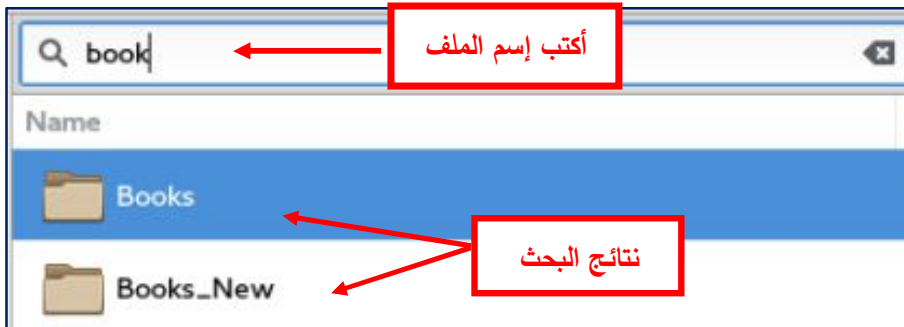 book
أكتب إسم الملف
Name
Books
نتائج البحث
Books_New